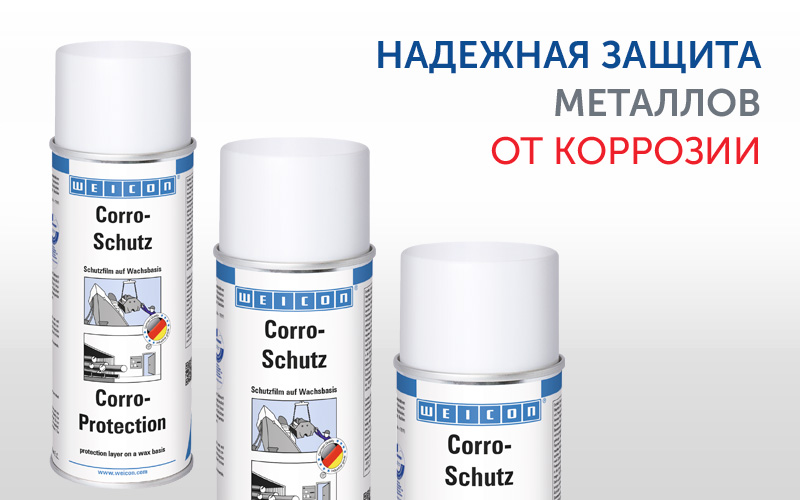 НАДЕЖНАЯ ЗАЩИТА
МЕТАЛЛОВ
ОТ КОРРОЗИИ
WEICON®
Corro-
Schutz
Schutzfilm auf Wachsbasis
Corro-
Protection
protection layer on a wax basis
www.weicon.com
WEICON®
Corro-
Schutz
Schutzfilm auf Wachsbasis
WEICON®
Corro-
Schutz